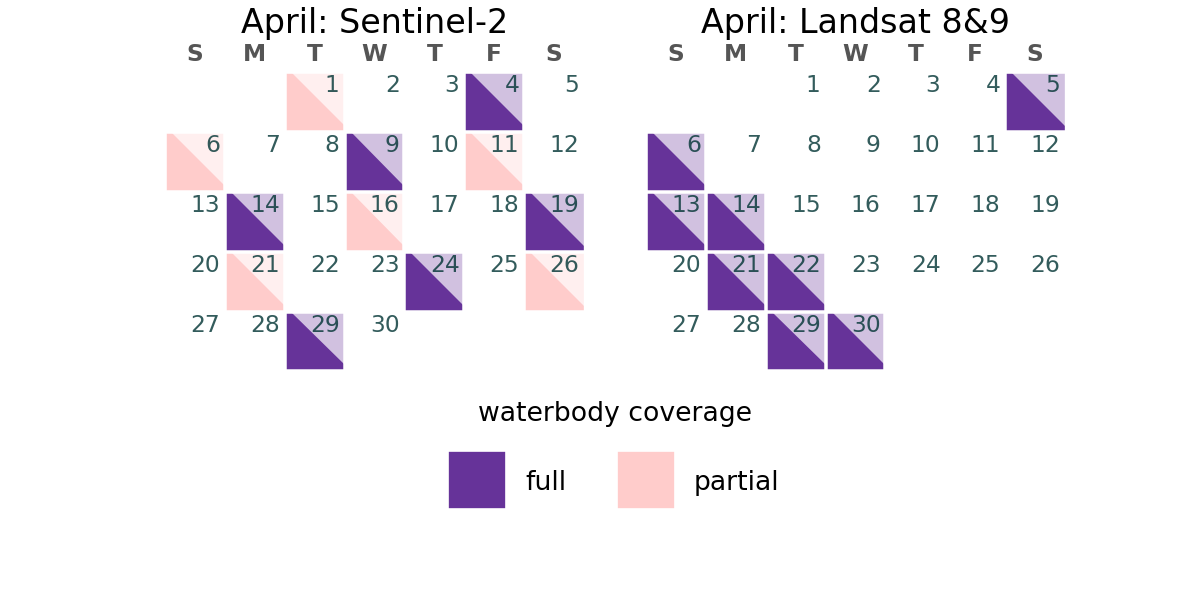 April: Sentinel-2
S M T W T F S
1 2 3 4 5
6 7 8 9 10 11 12
13 14 15 16 17 18 19
20 21 22 23 24 25 26
27 28 29 30
April: Landsat 8&9
S M T W T F S
1 2 3 4 5
6 7 8 9 10 11 12
13 14 15 16 17 18 19
20 21 22 23 24 25 26
27 28 29 30
waterbody coverage
full
partial